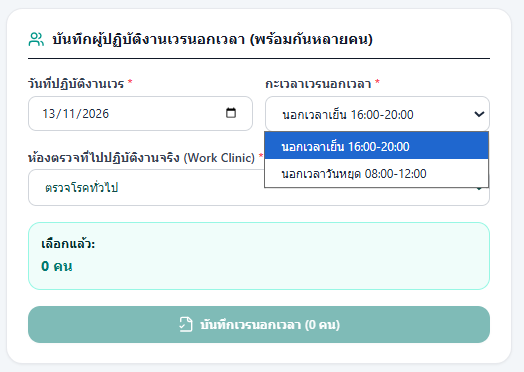 บันทึกผู้ปฏิบัติงานเวรนอกเวลา (พร้อมกันหลายคน)
วันที่ปฏิบัติงานเวร *
กะเวลาเวรนอกเวลา *
13/11/2026
นอกเวลาเย็น 16:00-20:00
นอกเวลาเย็น 16:00-20:00
นอกเวลาวันหยุด 08:00-12:00
ห้องตรวจที่ไปปฏิบัติงานจริง (Work Clinic) *
ตรวจโรคทั่วไป
เลือกแล้ว:
0 คน
บันทึกเวรนอกเวลา (0 คน)